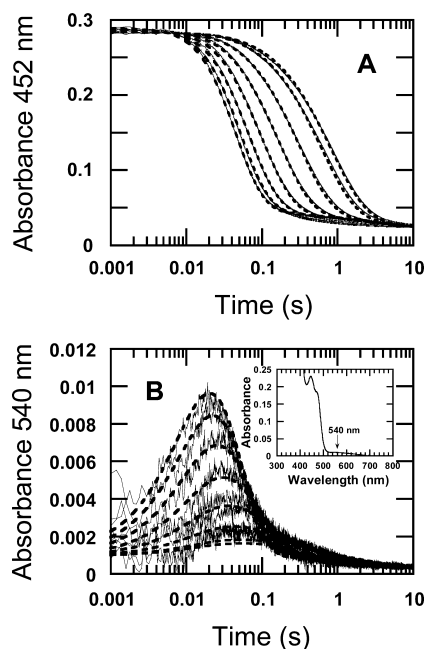 0.3
A
0.2
0.1
0
Absorbance 452 nm
0.001 0.01 0.1 1 10
Time (s)
0.012
B
0.01
0.008
0.006
0.004
0.002
0
Absorbance 540 nm
0.25
0.2
0.15
0.1
0.05
0
Absorbance
540 nm
300 400 500 600 700 800
Wavelength (nm)
0.001 0.01 0.1 1 10
Time (s)